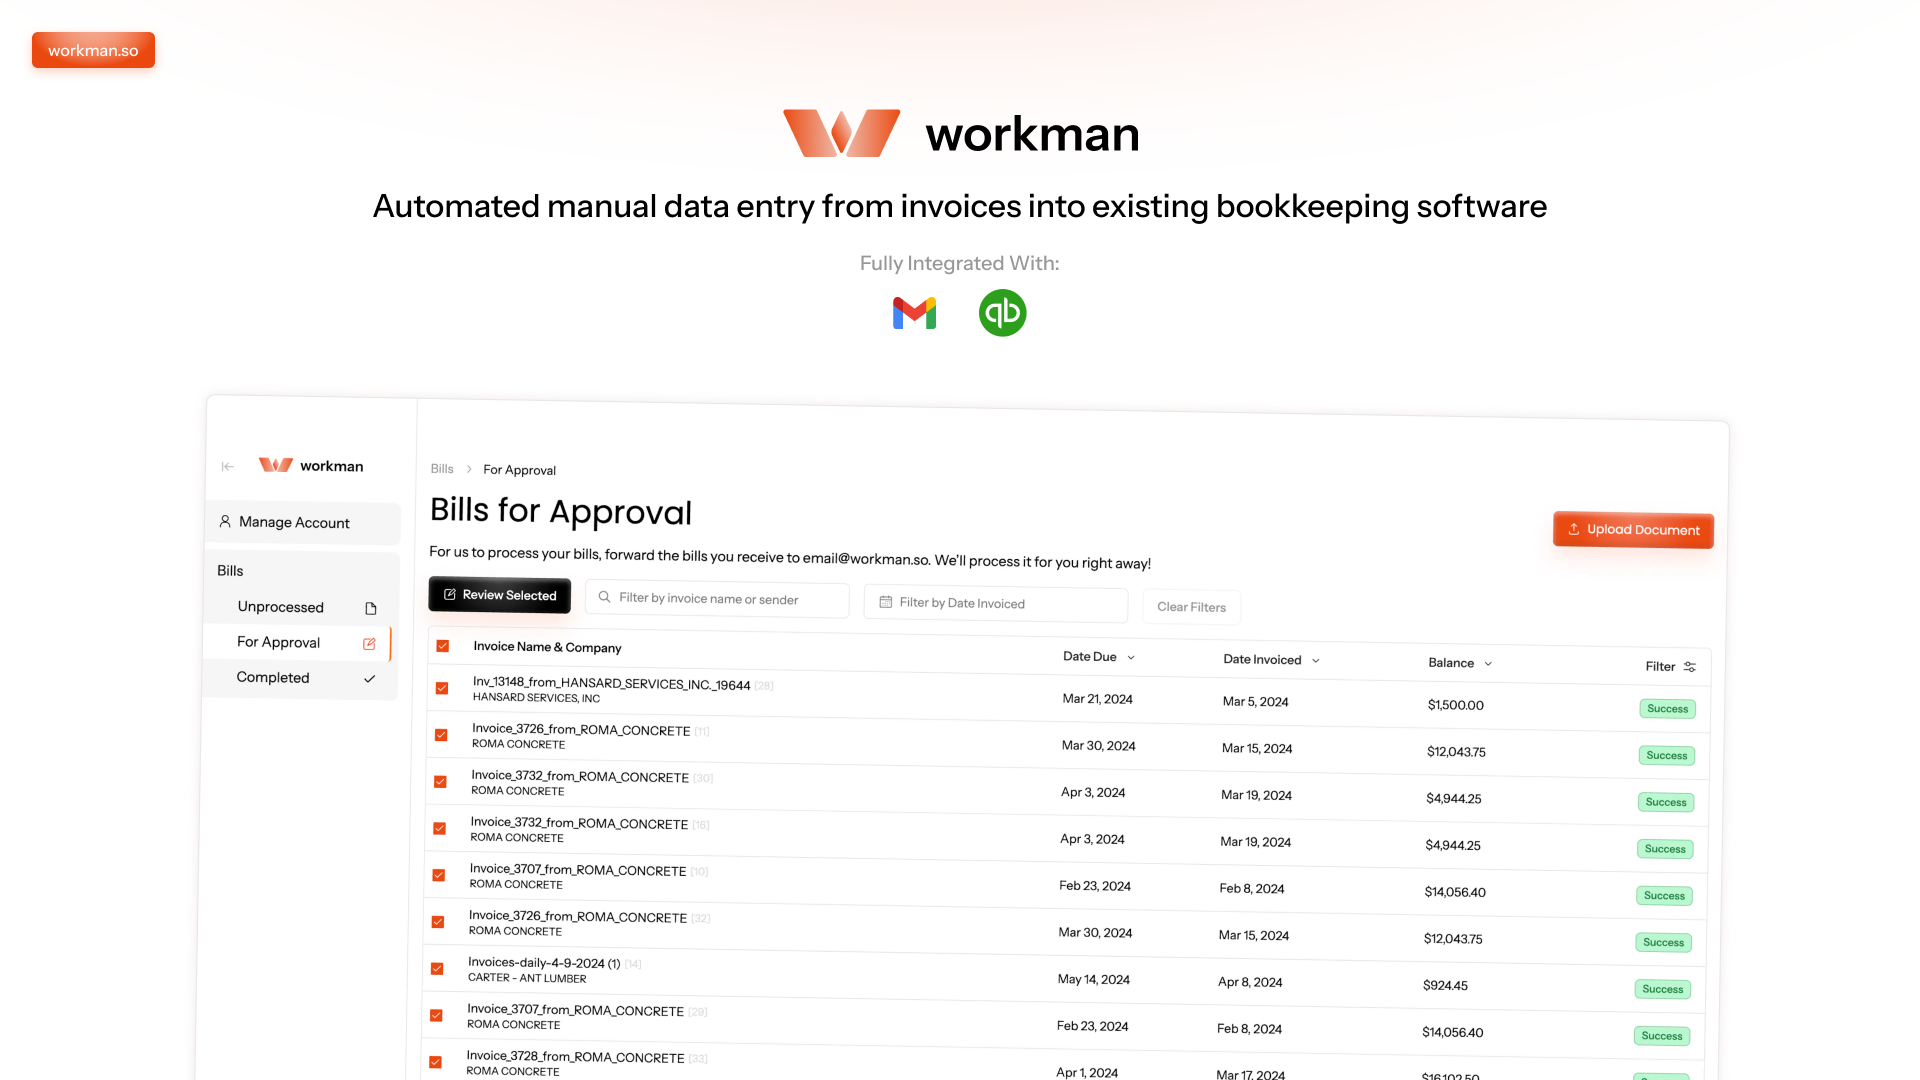 workman.so
workman
Automated manual data entry from invoices into existing bookkeeping software
Fully Integrated With:
qb
workman
Manage Account
Bills
Unprocessed
For Approval
Completed
Bills > For Approval
Bills for Approval
Upload Document
For us to process your bills, forward the bills you receive to email@workman.so. We'll process it for you right away!
Review Selected Filter by invoice name or sender Filter by Date Invoiced Clear Filters
Invoice Name & Company Date Due Date Invoiced Balance Filter
Inv_13148_from_HANSARD_SERVICES_INC._19644 [28]
HANSARD SERVICES, INC
Mar 21, 2024 Mar 5, 2024 $1,500.00 Success
Invoice_3726_from_ROMA_CONCRETE [11]
ROMA CONCRETE
Mar 30, 2024 Mar 15, 2024 $12,043.75 Success
Invoice_3732_from_ROMA_CONCRETE [30]
ROMA CONCRETE
Apr 3, 2024 Mar 19, 2024 $4,944.25 Success
Invoice_3732_from_ROMA_CONCRETE [16]
ROMA CONCRETE
Apr 3, 2024 Mar 19, 2024 $4,944.25 Success
Invoice_3707_from_ROMA_CONCRETE [10]
ROMA CONCRETE
Feb 23, 2024 Feb 8, 2024 $14,056.40 Success
Invoice_3726_from_ROMA_CONCRETE [32]
ROMA CONCRETE
Mar 30, 2024 Mar 15, 2024 $12,043.75 Success
Invoices-daily-4-9-2024 (1) [14]
CARTER - ANT LUMBER
May 14, 2024 Apr 8, 2024 $924.45 Success
Invoice_3707_from_ROMA_CONCRETE [29]
ROMA CONCRETE
Feb 23, 2024 Feb 8, 2024 $14,056.40 Success
Invoice_3728_from_ROMA_CONCRETE [33]
ROMA CONCRETE
Apr 1, 2024 Mar 17, 2024 $16,102.50